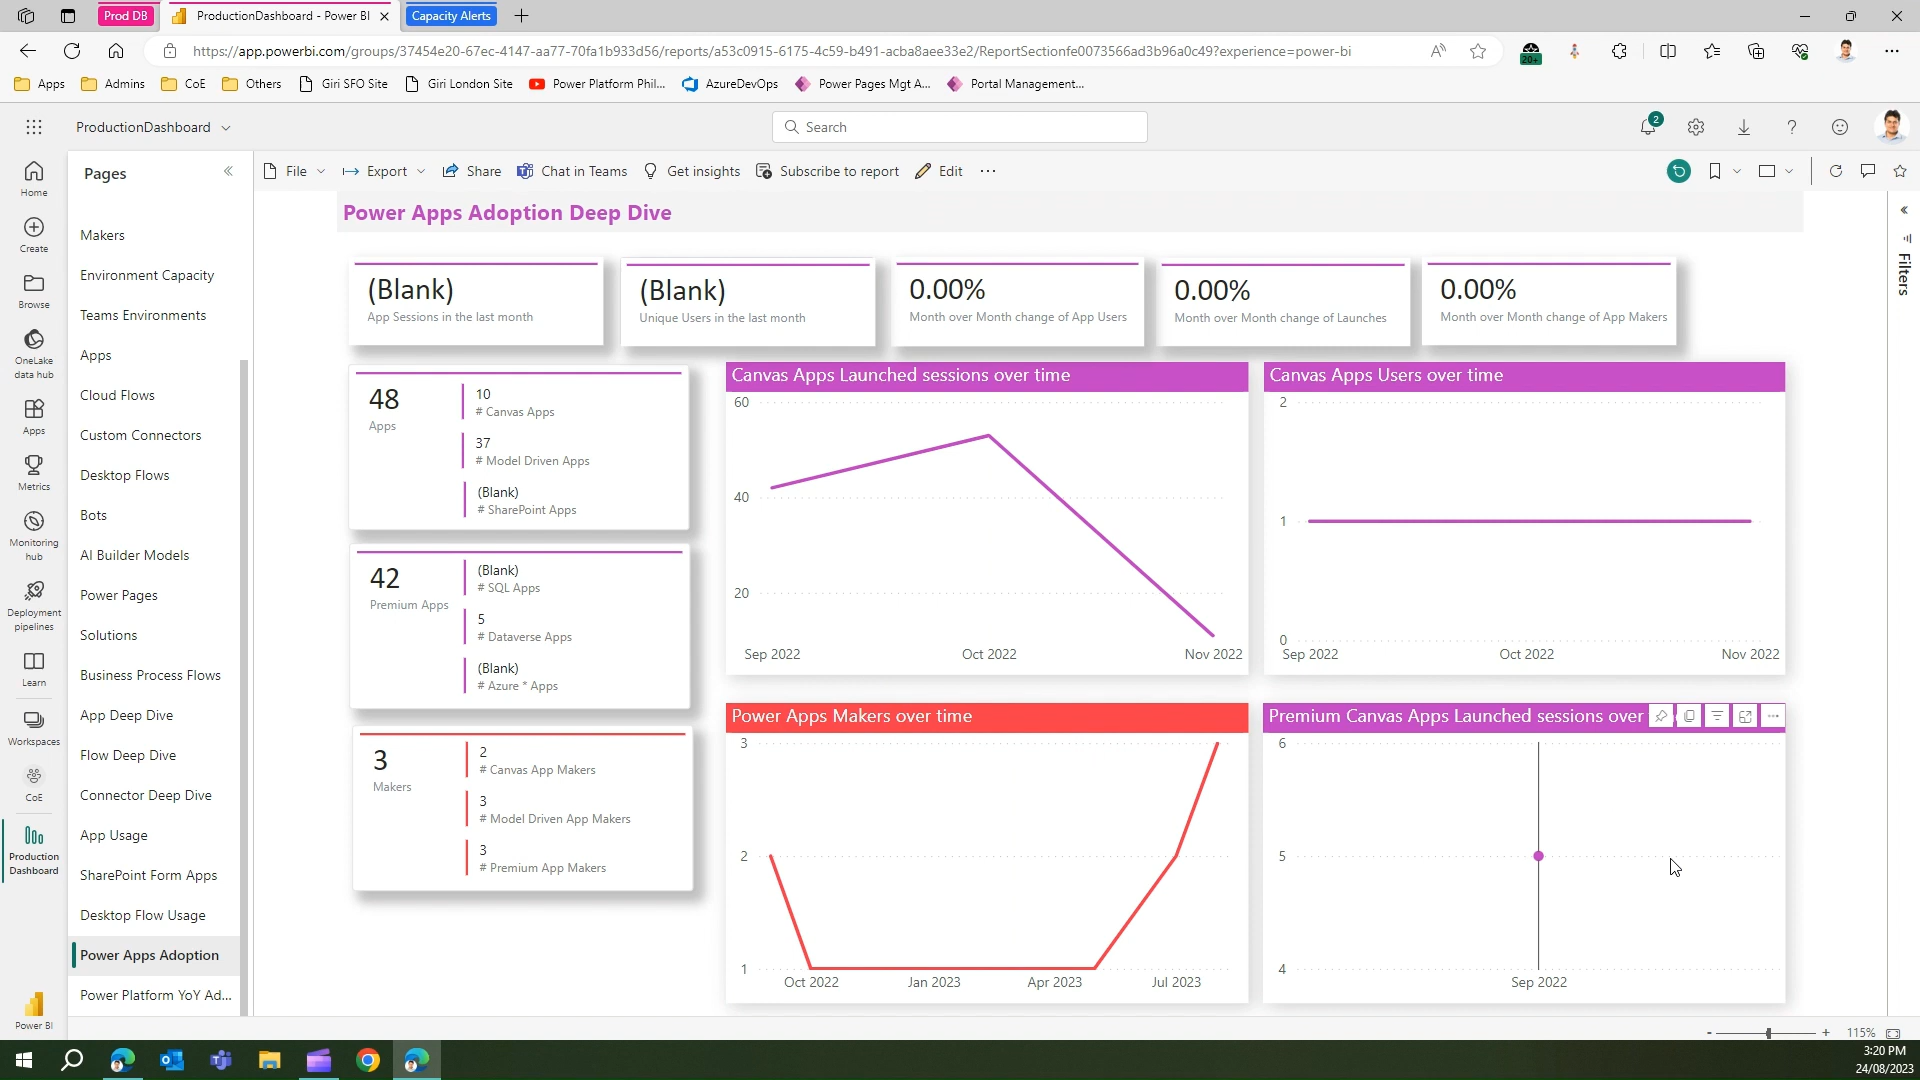 Prod DB
ProductionDashboard - Power BI
Capacity Alerts
https://app.powerbi.com/groups/37454e20-67ec-4147-aa77-70fa1b933d56/reports/a53c0915-6175-4c59-b491-acba8aee33e2/ReportSectionfe0073566ad3b96a0c49?experience=power-bi
20+
Apps
Admins
CoE
Others
Giri SFO Site
Giri London Site
Power Platform Phil...
AzureDevOps
Power Pages Mgt A...
Portal Management...
ProductionDashboard
Search
2
Home
Create
Browse
OneLake
data hub
Apps
Metrics
Monitoring
hub
Deployment
pipelines
Learn
Workspaces
CoE
Production
Dashboard
Power BI
Pages
Makers
Environment Capacity
Teams Environments
Apps
Cloud Flows
Custom Connectors
Desktop Flows
Bots
AI Builder Models
Power Pages
Solutions
Business Process Flows
App Deep Dive
Flow Deep Dive
Connector Deep Dive
App Usage
SharePoint Form Apps
Desktop Flow Usage
Power Apps Adoption
Power Platform YoY Ad...
File
Export
Share
Chat in Teams
Get insights
Subscribe to report
Edit
Filters
Power Apps Adoption Deep Dive
(Blank)
App Sessions in the last month
(Blank)
Unique Users in the last month
0.00%
Month over Month change of App Users
0.00%
Month over Month change of Launches
0.00%
Month over Month change of App Makers
48
Apps
10
# Canvas Apps
37
# Model Driven Apps
(Blank)
# SharePoint Apps
42
Premium Apps
(Blank)
# SQL Apps
5
# Dataverse Apps
(Blank)
# Azure * Apps
3
Makers
2
# Canvas App Makers
3
# Model Driven App Makers
3
# Premium App Makers
Canvas Apps Launched sessions over time
60
40
20
Sep 2022
Oct 2022
Nov 2022
Canvas Apps Users over time
2
1
0
Sep 2022
Oct 2022
Nov 2022
Power Apps Makers over time
3
2
1
Oct 2022
Jan 2023
Apr 2023
Jul 2023
Premium Canvas Apps Launched sessions over
6
5
4
Sep 2022
- + 115%
3:20 PM
24/08/2023